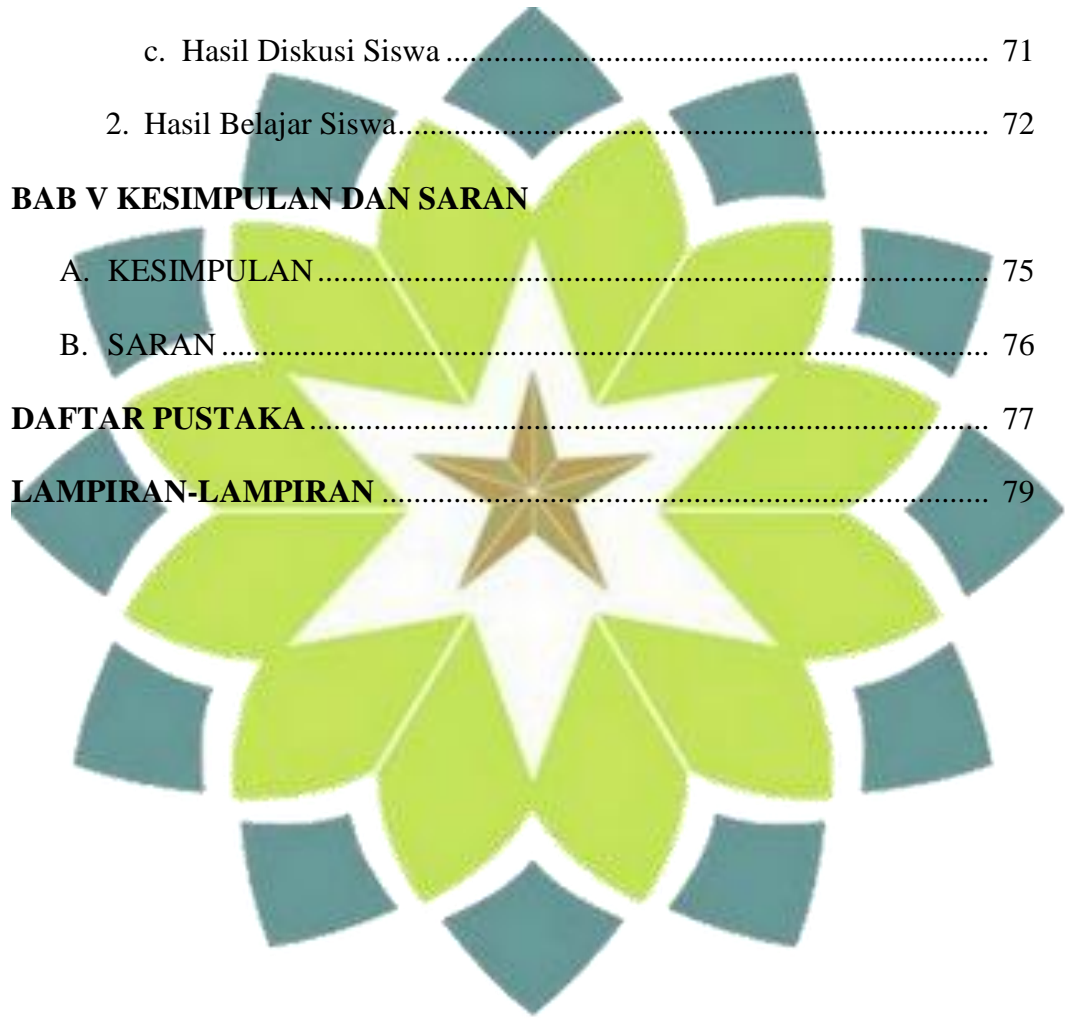 c. Hasil Diskusi Siswa ................................................................. 71
2. Hasil Belajar Siswa....................................................................... 72
BAB V KESIMPULAN DAN SARAN
A. KESIMPULAN................................................................................. 75
B. SARAN ............................................................................................ 76
DAFTAR PUSTAKA ................................................................................. 77
LAMPIRAN-LAMPIRAN ......................................................................... 79